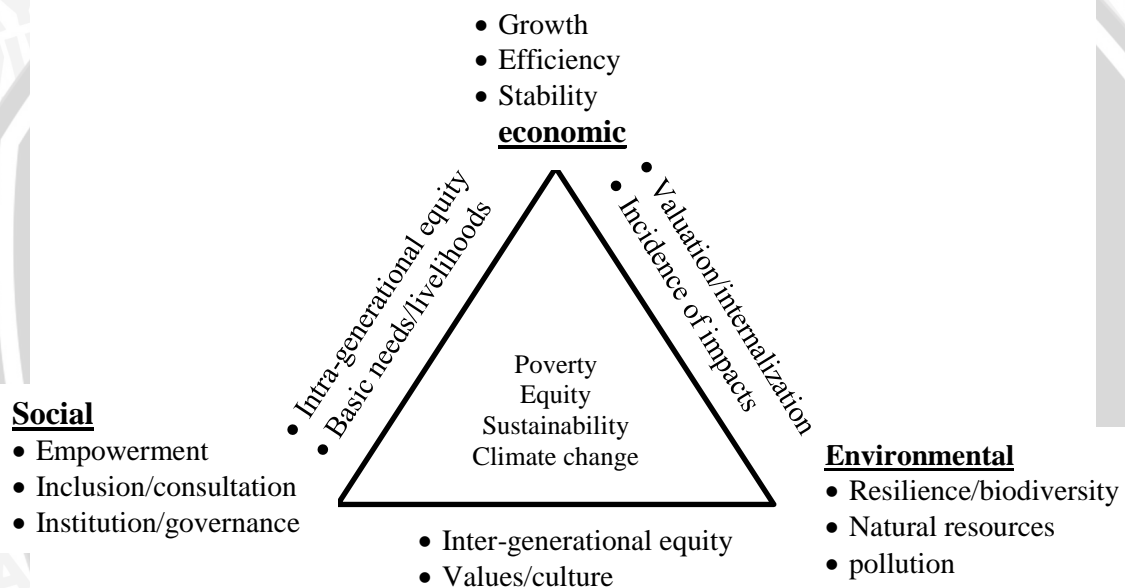 • Growth
• Efficiency
• Stability
economic
• Intra-generational equity
• Basic needs/livelihoods
• Valuation/internalization
• Incidence of impacts
Poverty
Equity
Sustainability
Climate change
Social
• Empowerment
• Inclusion/consultation
• Institution/governance
Environmental
• Resilience/biodiversity
• Natural resources
• pollution
• Inter-generational equity
• Values/culture